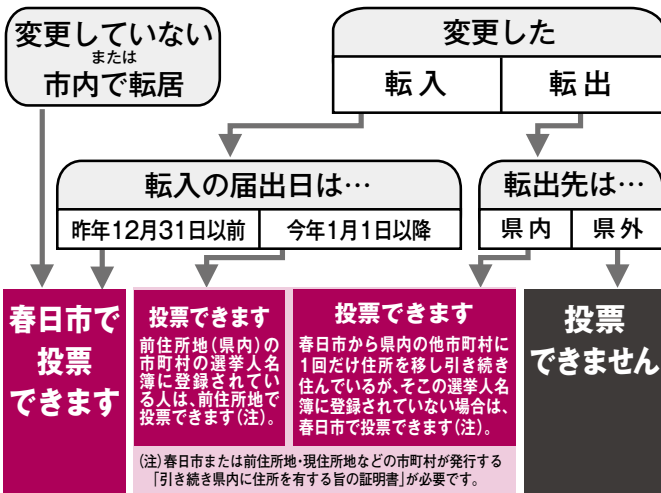 変更していない
または
市内で転居
変更した
転入
転出
転入の届出日は…
昨年12月31日以前
今年1月1日以降
転出先は…
県内
県外
春日市で
投票
できます
投票できます
前住所地(県内)の
市町村の選挙人名
簿に登録されてい
る人は、前住所地で
投票できます(注)。
投票できます
春日市から県内の他市町村に
1回だけ住所を移し引き続き
住んでいるが、そこの選挙人名
簿に登録されていない場合は、
春日市で投票できます(注)。
投票
できません
(注)春日市または前住所地・現住所地などの市町村が発行する
「引き続き県内に住所を有する旨の証明書」が必要です。